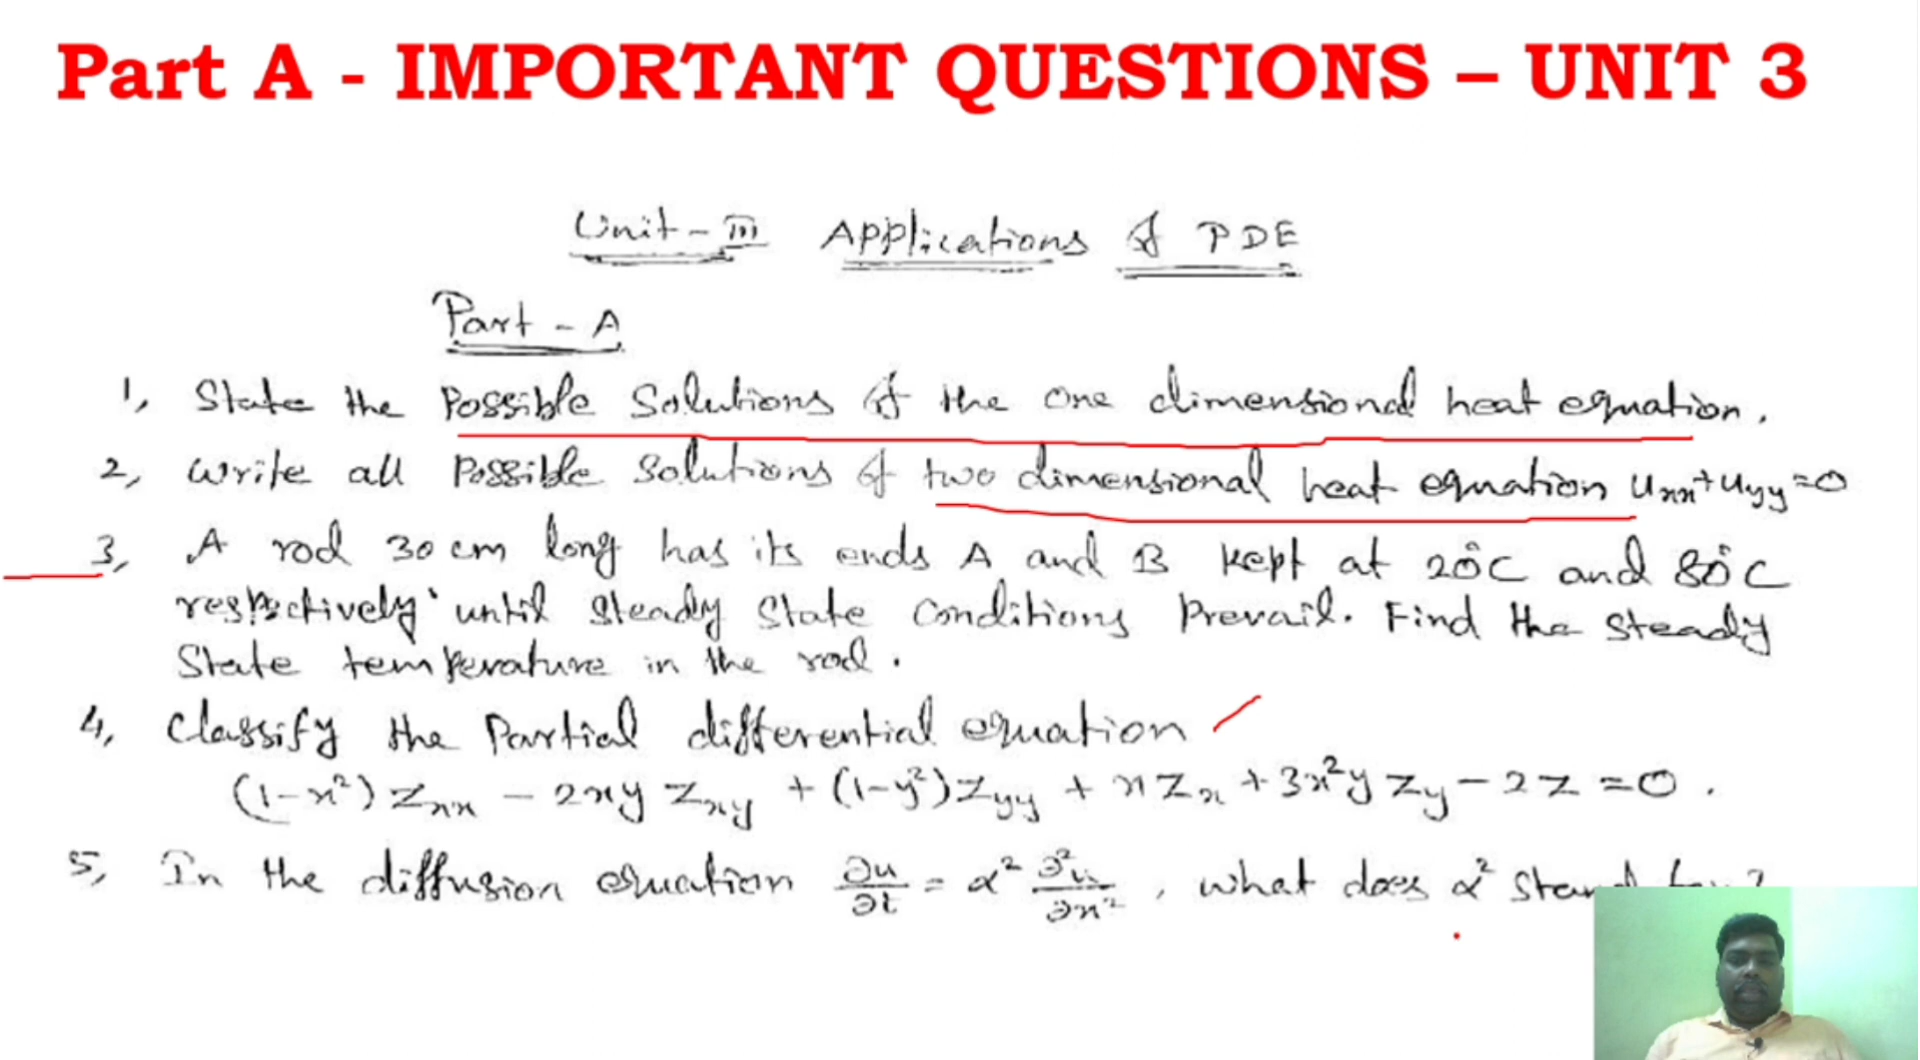 Part A - IMPORTANT QUESTIONS – UNIT 3
Unit - III Applications of PDE
Part - A
1, State the Possible Solutions of the One dimensional heat equation.
2, Write all Possible Solutions of two dimensional heat equation uxx+uyy=0
3, A rod 30 cm long has its ends A and B kept at 20°C and 80°C
respectively until Steady State Conditions Prevail. Find the Steady
State temperature in the rod.
4, Classify the Partial differential equation
(1-x²) Zxx - 2xy Zxy + (1-y²) Zyy + x Zx + 3x²y Zy - 2Z = 0.
5, In the diffusion equation ∂u/∂t = α² ∂²u/∂x², what does α²